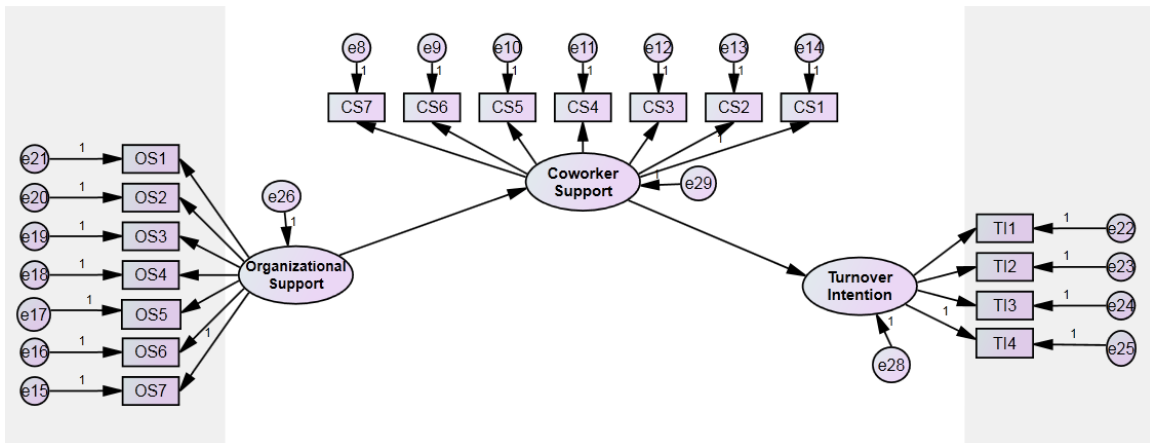 e8 e9 e10 e11 e12 e13 e14
1 1 1 1 1 1 1
CS7 CS6 CS5 CS4 CS3 CS2 CS1
1
e21 1 OS1
e20 1 OS2
e19 1 OS3
e18 1 OS4
e17 1 OS5
e16 1 OS6
e15 1 OS7
1
e26
1
Organizational
Support
Coworker
Support
1
e29
Turnover
Intention
1
e28
1
TI1 1 e22
TI2 1 e23
TI3 1 e24
TI4 1 e25